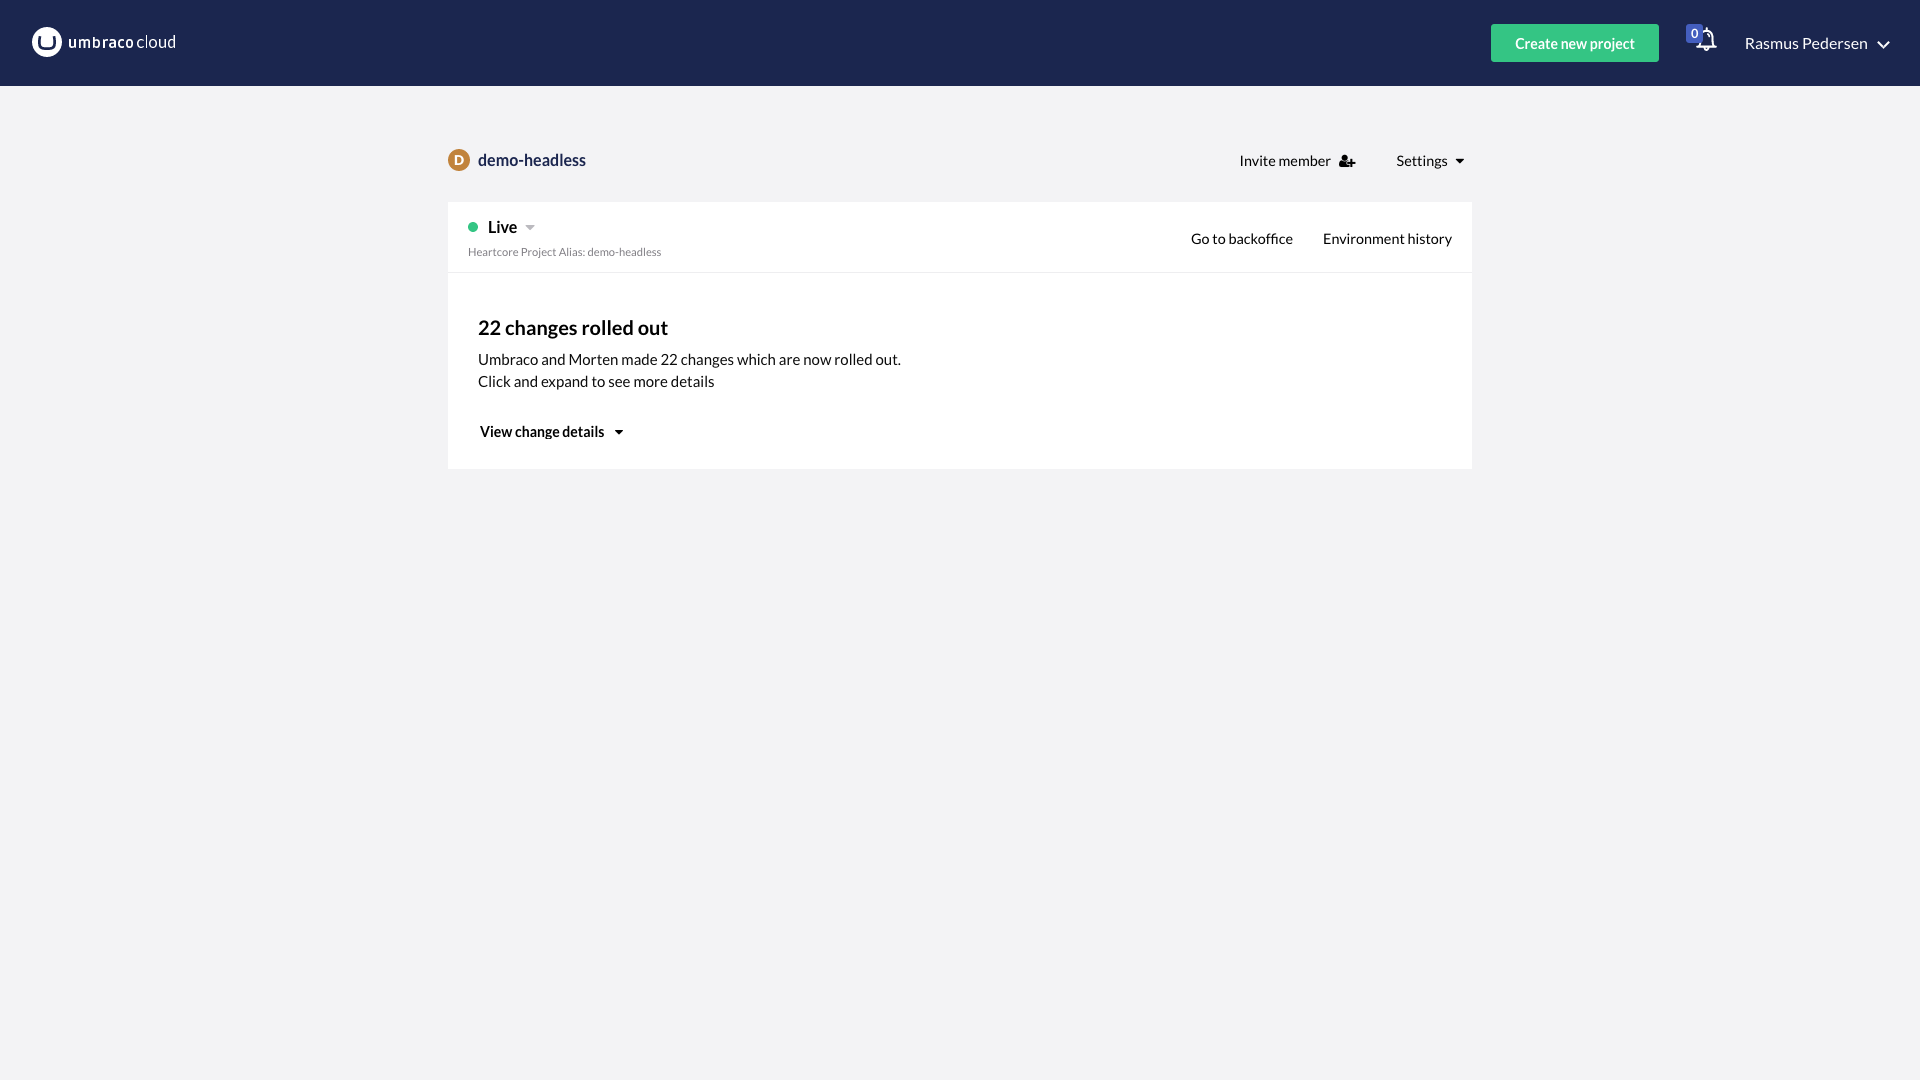 umbraco cloud
Create new project
0
Rasmus Pedersen
D demo-headless
Invite member
Settings
Live
Heartcore Project Alias: demo-headless
Go to backoffice
Environment history
22 changes rolled out
Umbraco and Morten made 22 changes which are now rolled out.
Click and expand to see more details
View change details